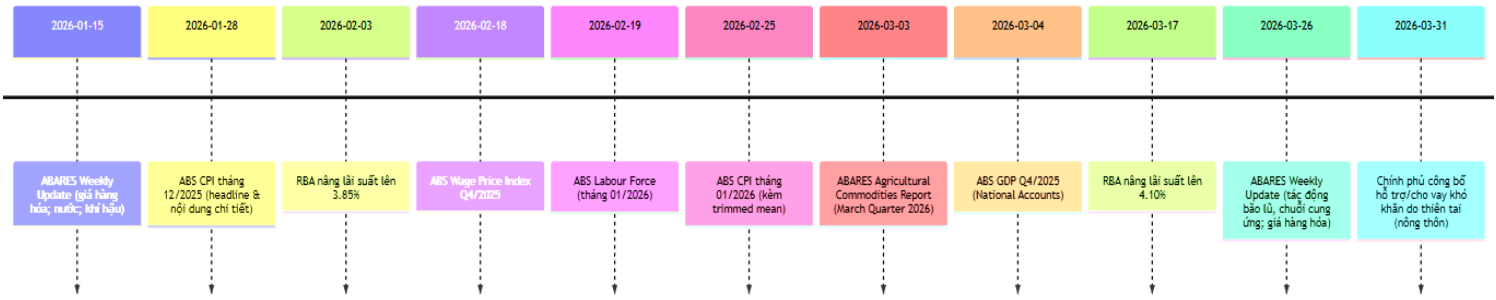 2026-01-15
2026-01-28
2026-02-03
2026-02-18
2026-02-19
2026-02-25
2026-03-03
2026-03-04
2026-03-17
2026-03-26
2026-03-31
ABARES Weekly
Update (giá hàng
hóa; nước; khí hậu)
ABS CPI tháng
12/2025 (headline &
nội dung chi tiết)
RBA nâng lãi suất lên
3.85%
ABS Wage Price Index
Q4/2025
ABS Labour Force
(tháng 01/2026)
ABS CPI tháng
01/2026 (kèm
trimmed mean)
ABARES Agricultural
Commodities Report
(March Quarter 2026)
ABS GDP Q4/2025
(National Accounts)
RBA nâng lãi suất lên
4.10%
ABARES Weekly
Update (tác động
bão lũ, chuỗi cung
ứng; giá hàng hóa)
Chính phủ công bố
hỗ trợ/cho vay khó
khăn do thiên tai
(nông thôn)